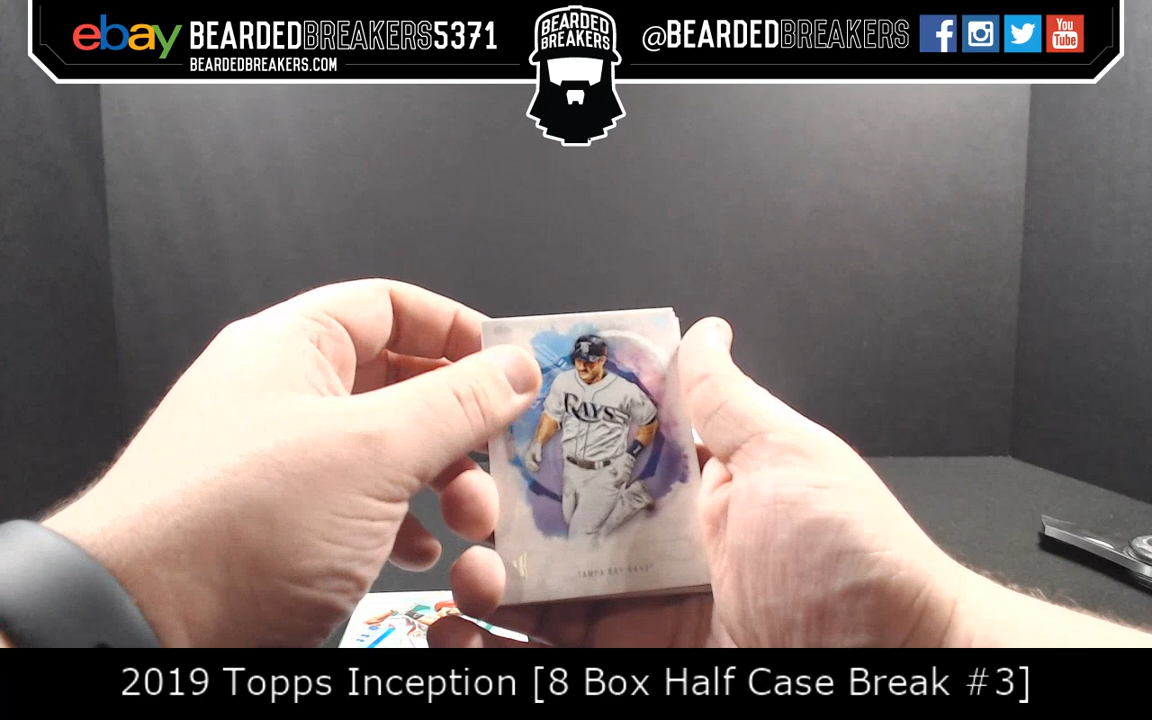 ebay BEARDEDBREAKERS5371
BEARDEDBREAKERS.COM
BEARDED
BREAKERS
@BEARDEDBREAKERS
You
Tube
RAYS
TAMPA BAY RAYS
2019 Topps Inception [8 Box Half Case Break #3]